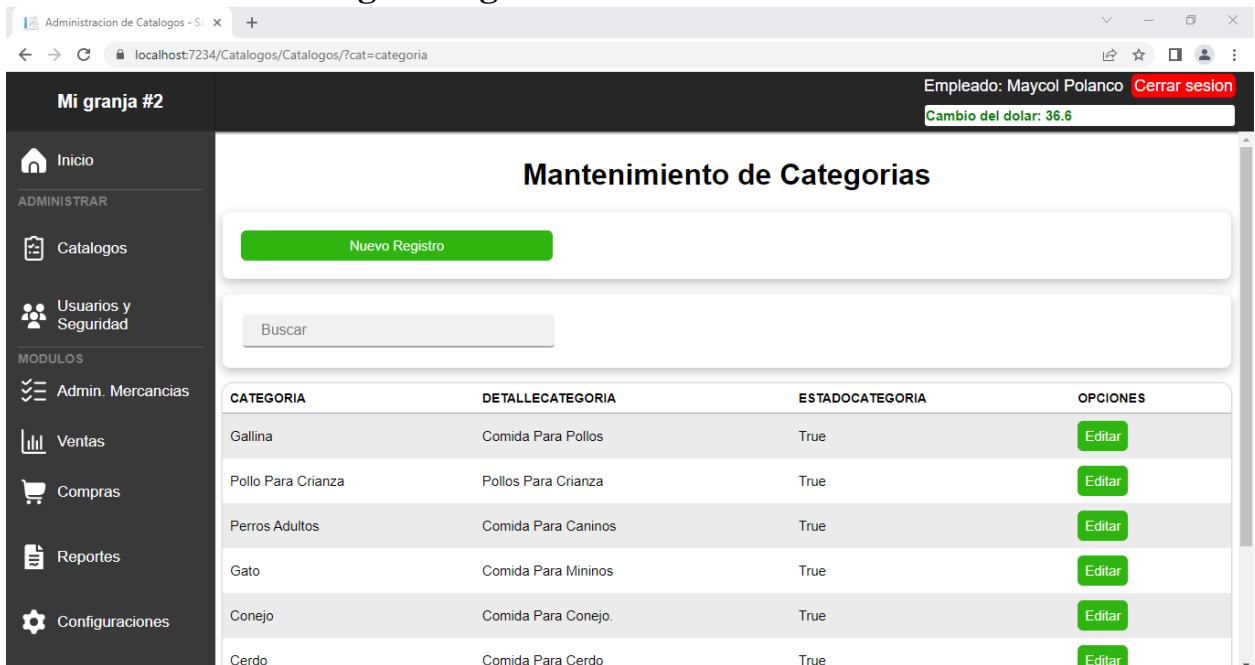 Administracion de Catalogos - Si
localhost:7234/Catalogos/Catalogos/?cat=categoria
Mi granja #2
Empleado: Maycol Polanco Cerrar sesion
Cambio del dolar: 36.6
Inicio
ADMINISTRAR
Catalogos
Usuarios y
Seguridad
MODULOS
Admin. Mercancias
Ventas
Compras
Reportes
Configuraciones
Mantenimiento de Categorias
Nuevo Registro
Buscar
CATEGORIA DETALLECATEGORIA ESTADOCATEGORIA OPCIONES
Gallina Comida Para Pollos True Editar
Pollo Para Crianza Pollos Para Crianza True Editar
Perros Adultos Comida Para Caninos True Editar
Gato Comida Para Mininos True Editar
Conejo Comida Para Conejo. True Editar
Cerdo Comida Para Cerdo True Editar